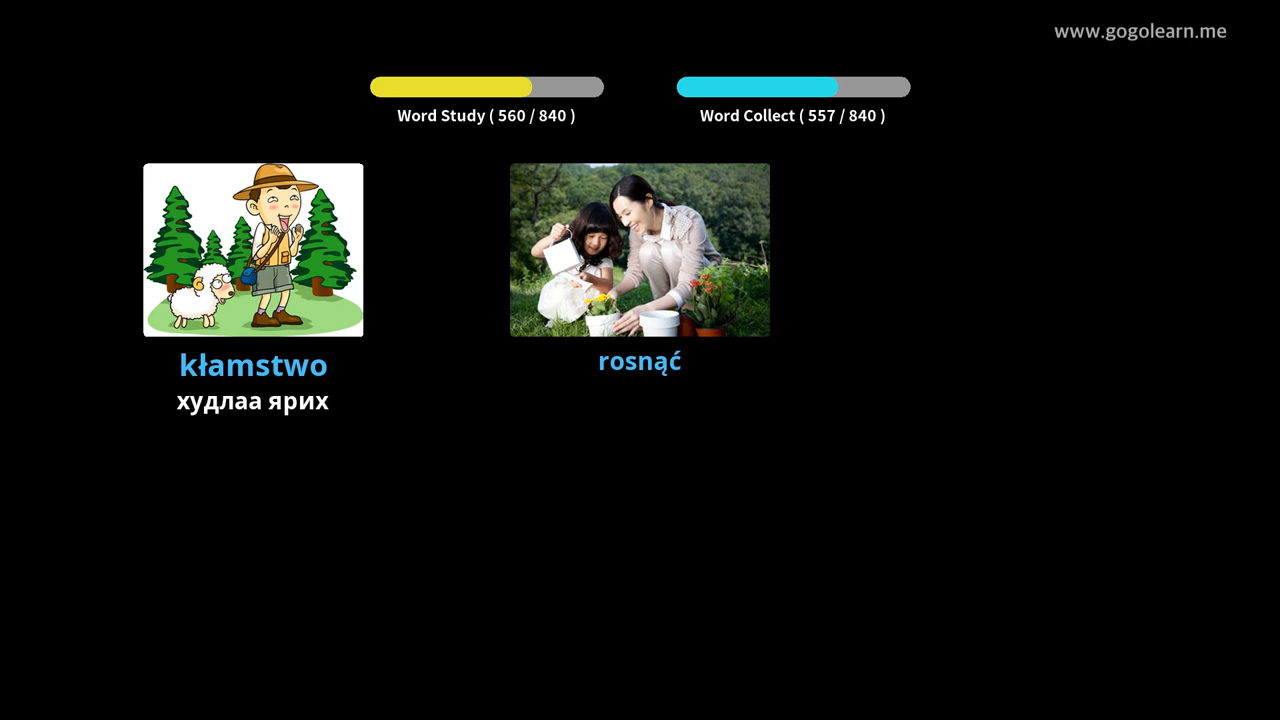 www.gogolearn.me
Word Study ( 560 / 840 )
Word Collect ( 557 / 840 )
kłamstwo
худлаа ярих
rosnąć